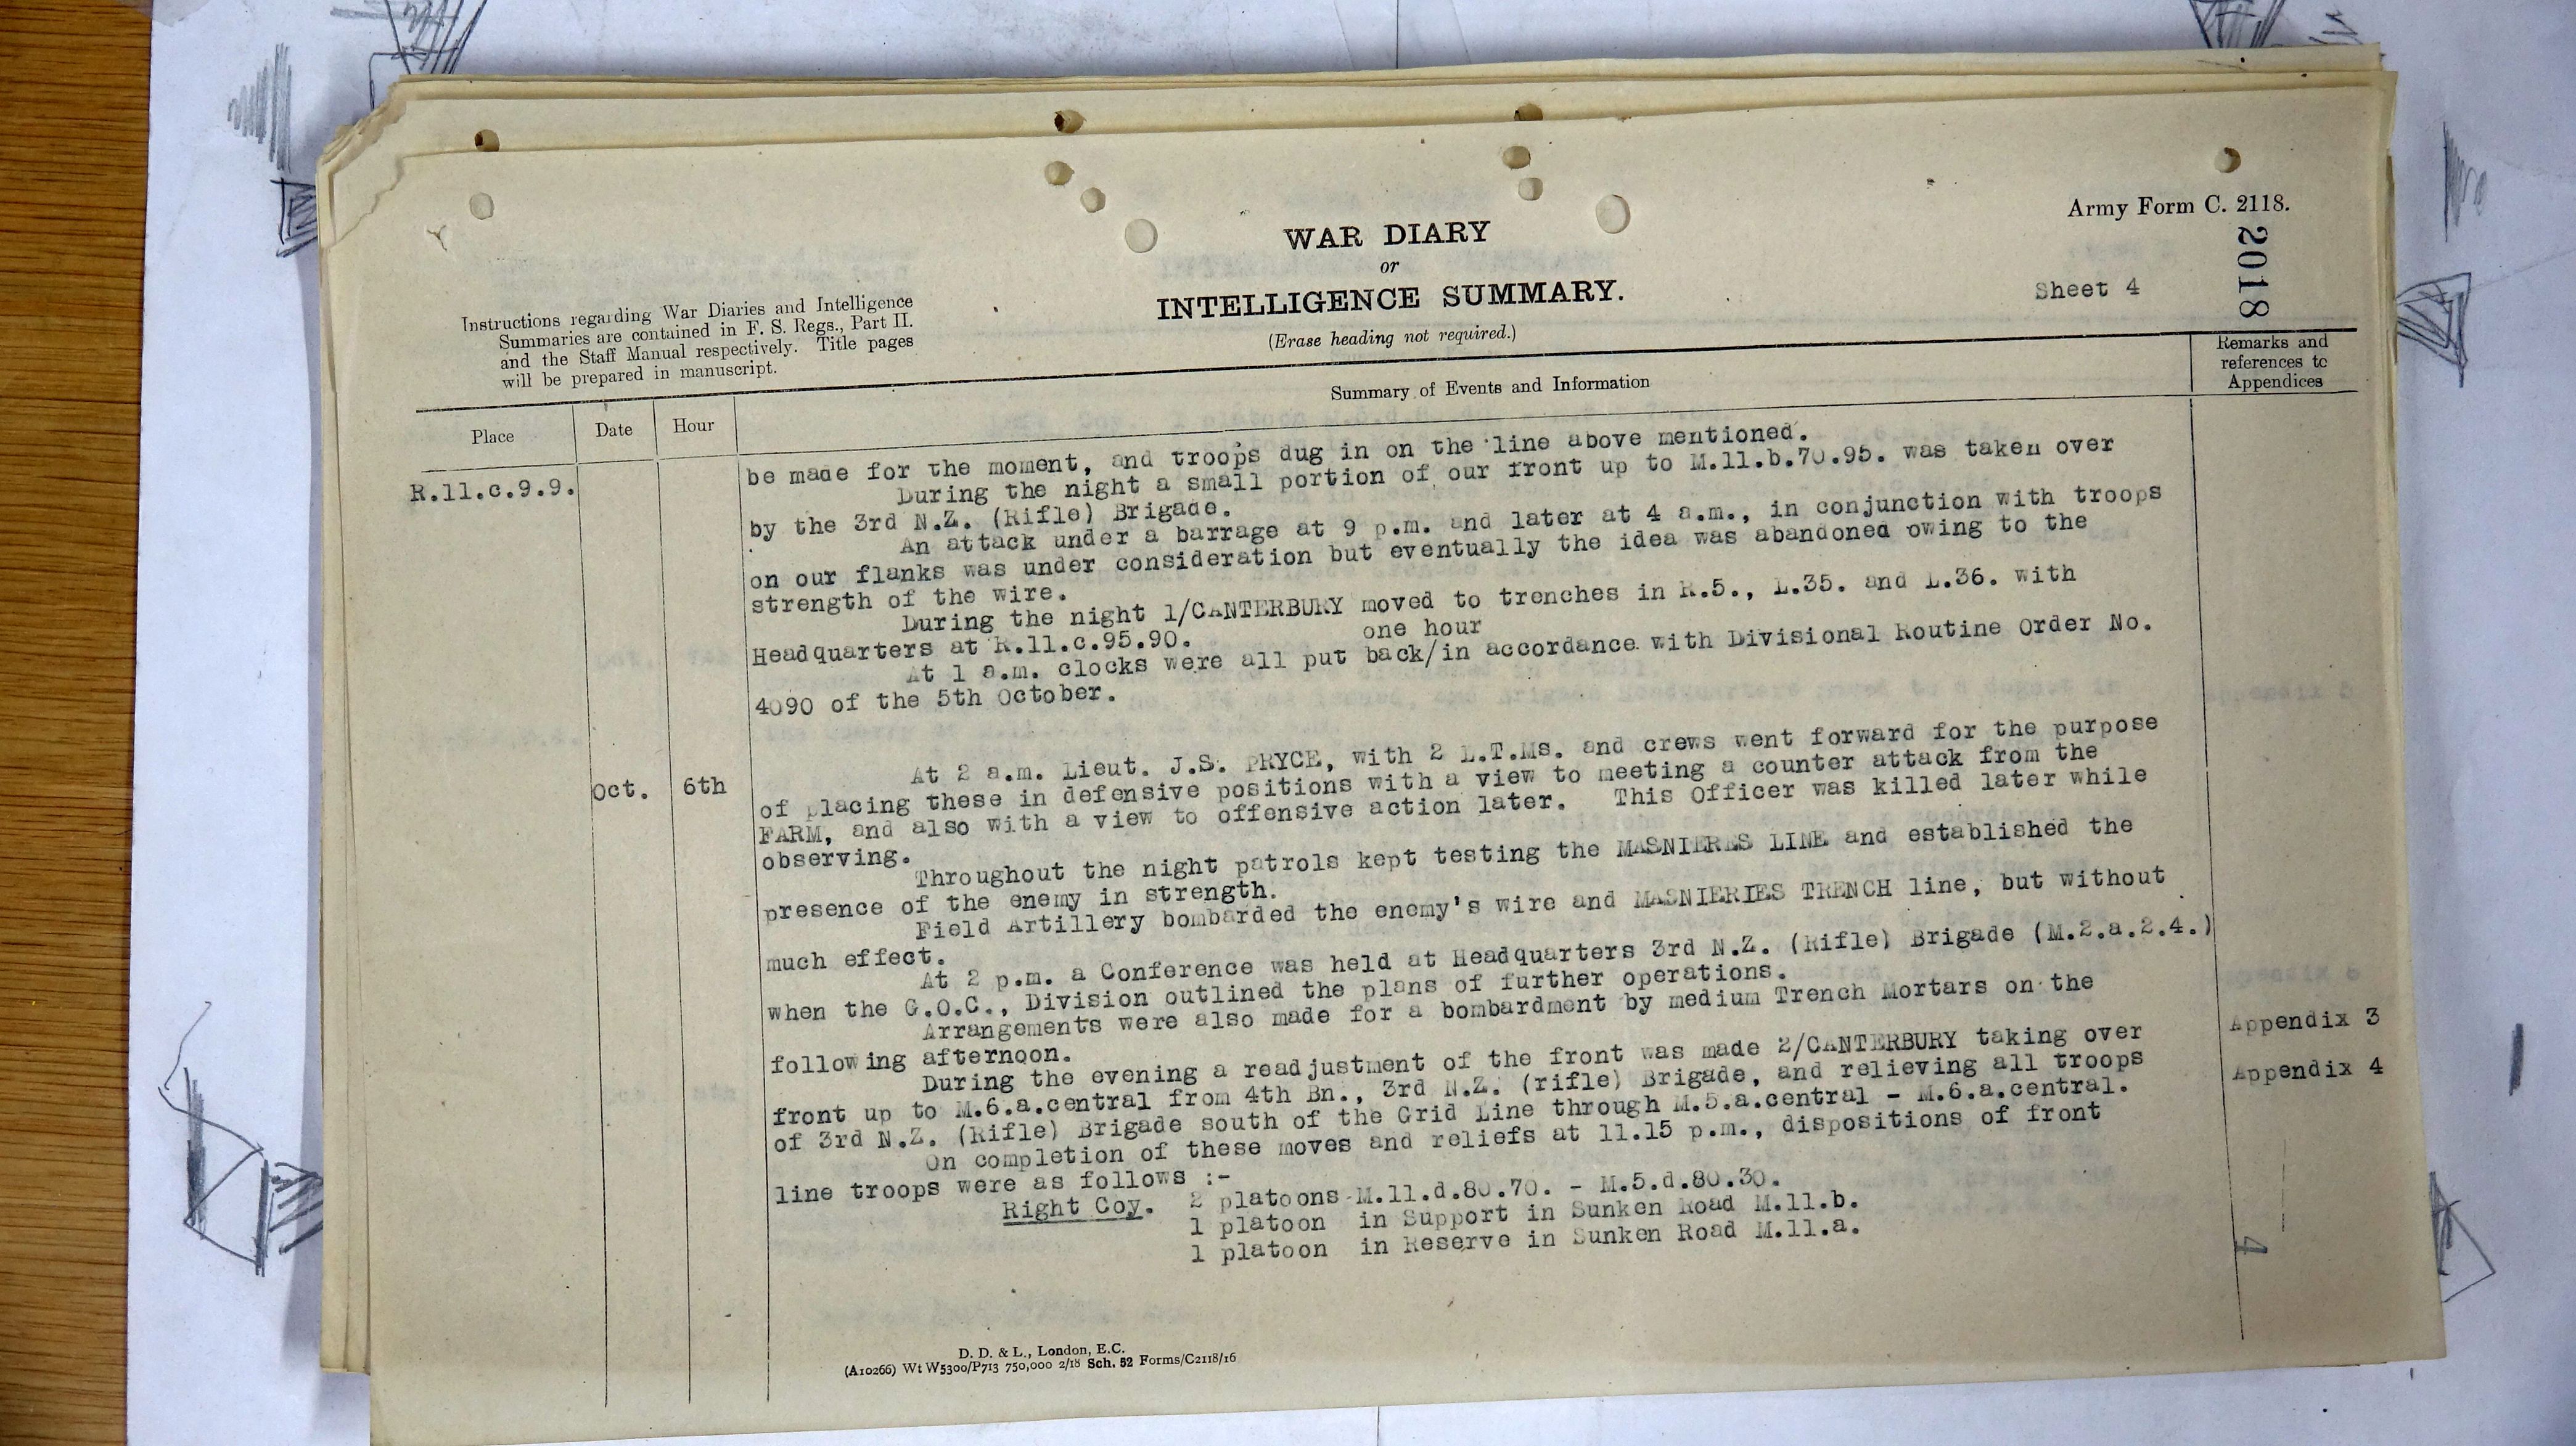 Army Form C. 2118.
2018
WAR DIARY
or
INTELLIGENCE SUMMARY.
(Erase heading not required.)
Sheet 4
Instructions regarding War Diaries and Intelligence
Summaries are contained in F. S. Regs., Part II.
and the Staff Manual respectively. Title pages
will be prepared in manuscript.
Place
Date
Hour
Summary of Events and Information
Remarks and
references to
Appendices
R.11.c.9.9.
be made for the moment, and troops dug in on the line above mentioned.
During the night a small portion of our front up to M.11.b.70.95. was taken over
by the 3rd N.Z. (Rifle) Brigade.
An attack under a barrage at 9 p.m. and later at 4 a.m., in conjunction with troops
on our flanks was under consideration but eventually the idea was abandoned owing to the
strength of the wire.
During the night 1/CANTERBURY moved to trenches in R.5., L.35. and L.36. with
Headquarters at R.11.c.95.90.
one hour
At 1 a.m. clocks were all put back/in accordance with Divisional Routine Order No.
4090 of the 5th October.
Oct. 6th
At 2 a.m. Lieut. J.S. PRYCE, with 2 L.T.Ms. and crews went forward for the purpose
of placing these in defensive positions with a view to meeting a counter attack from the
FARM, and also with a view to offensive action later. This Officer was killed later while
observing.
Throughout the night patrols kept testing the MASNIERES LINE and established the
presence of the enemy in strength.
Field Artillery bombarded the enemy's wire and MASNIERIES TRENCH line, but without
much effect.
At 2 p.m. a Conference was held at Headquarters 3rd N.Z. (Rifle) Brigade (M.2.a.2.4.)
when the G.O.C., Division outlined the plans of further operations.
Arrangements were also made for a bombardment by medium Trench Mortars on the
following afternoon.
Appendix 3
During the evening a readjustment of the front was made 2/CANTERBURY taking over
front up to M.6.a.central from 4th Bn., 3rd N.Z. (rifle) Brigade, and relieving all troops
Appendix 4
of 3rd N.Z. (Rifle) Brigade south of the Grid Line through M.5.a.central - M.6.a.central.
On completion of these moves and reliefs at 11.15 p.m., dispositions of front
line troops were as follows :-
Right Coy. 2 platoons M.11.d.80.70. - M.5.d.80.30.
1 platoon in Support in Sunken Road M.11.b.
1 platoon in Reserve in Sunken Road M.11.a.
4
D. D. & L., London, E.C.
(A10266) Wt W5300/P713 750,000 2/18 Sch. 52 Forms/C2118/16